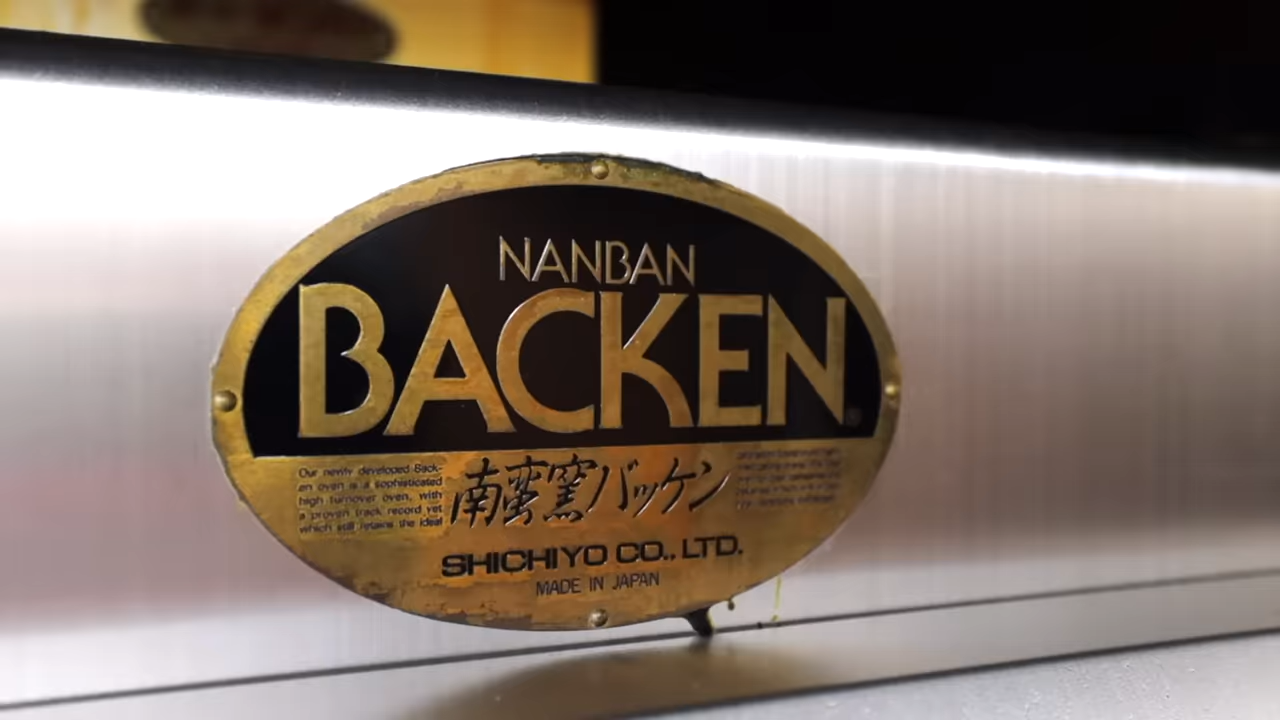 NANBAN
BACKEN
Our newly developed Back-
en oven is a sophisticated
high turnover oven, with
a proven track record yet
which still retains the ideal
南蛮窯バッケン
SHICHIYO CO., LTD.
MADE IN JAPAN